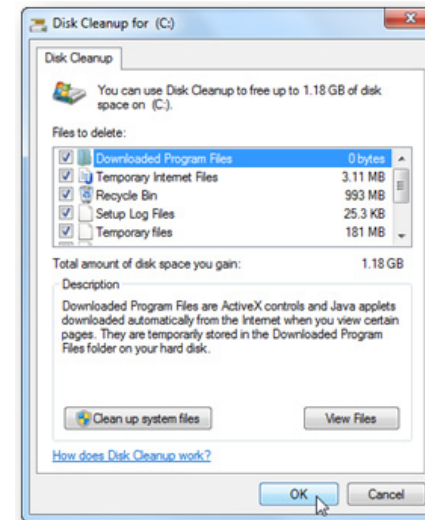 Disk Cleanup for (C:)
Disk Cleanup
You can use Disk Cleanup to free up to 1.18 GB of disk
space on (C:).
Files to delete:
Downloaded Program Files 0 bytes
Temporary Internet Files 3.11 MB
Recycle Bin 993 MB
Setup Log Files 25.3 KB
Temporary files 181 MB
Total amount of disk space you gain: 1.18 GB
Description
Downloaded Program Files are ActiveX controls and Java applets
downloaded automatically from the Internet when you view certain
pages. They are temporarily stored in the Downloaded Program
Files folder on your hard disk.
Clean up system files View Files
How does Disk Cleanup work?
OK Cancel